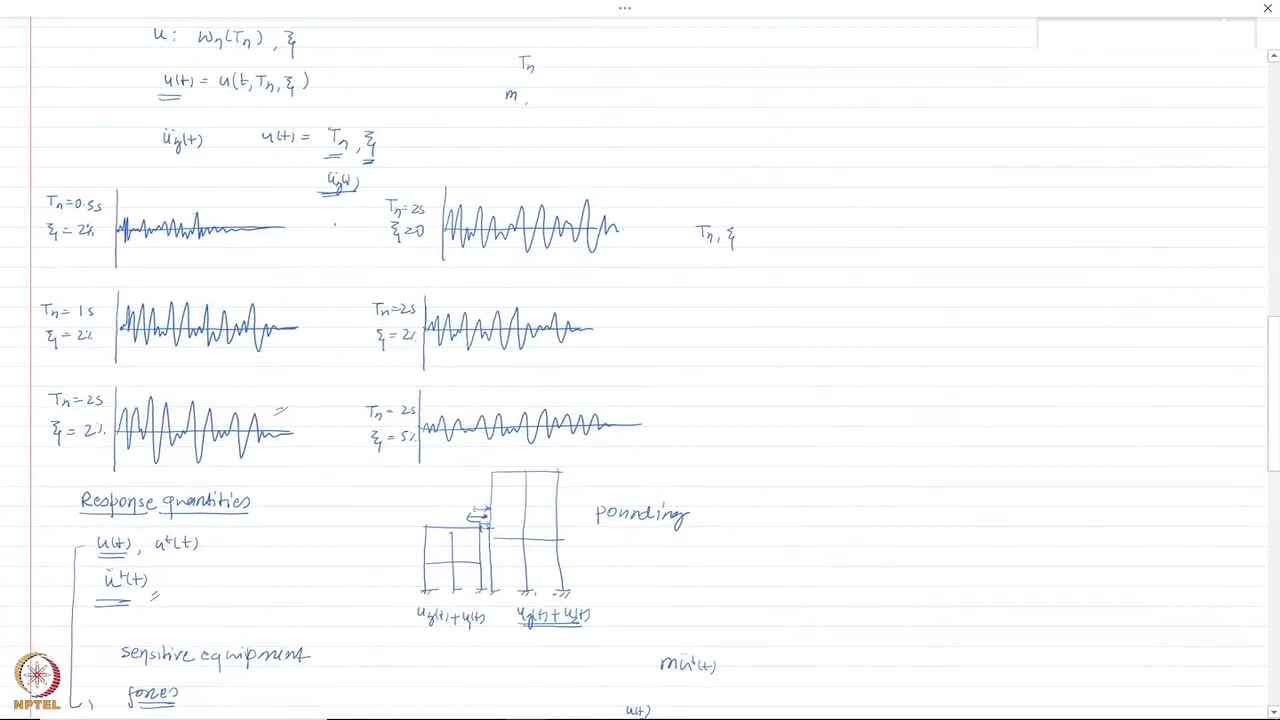 u: ωn(Tn), ξ
u(t) = u(t, Tn, ξ)
Tn
m,
üg(t) u(t) = Tn, ξ
üg(t)
Tn=0.5s
ξ = 2%
Tn=2s
ξ=0
Tn, ξ
Tn= 1s
ξ = 2%
Tn=2s
ξ = 2%
Tn=2s
ξ = 2%
Tn= 2s
ξ = 5%
Response quantities
u(t), uᵗ(t)
üᵗ(t)
pounding
ug(t)+u(t) ug(t)+u(t)
sensitive equipment
müᵗ(t)
forces
u(t)
NPTEL